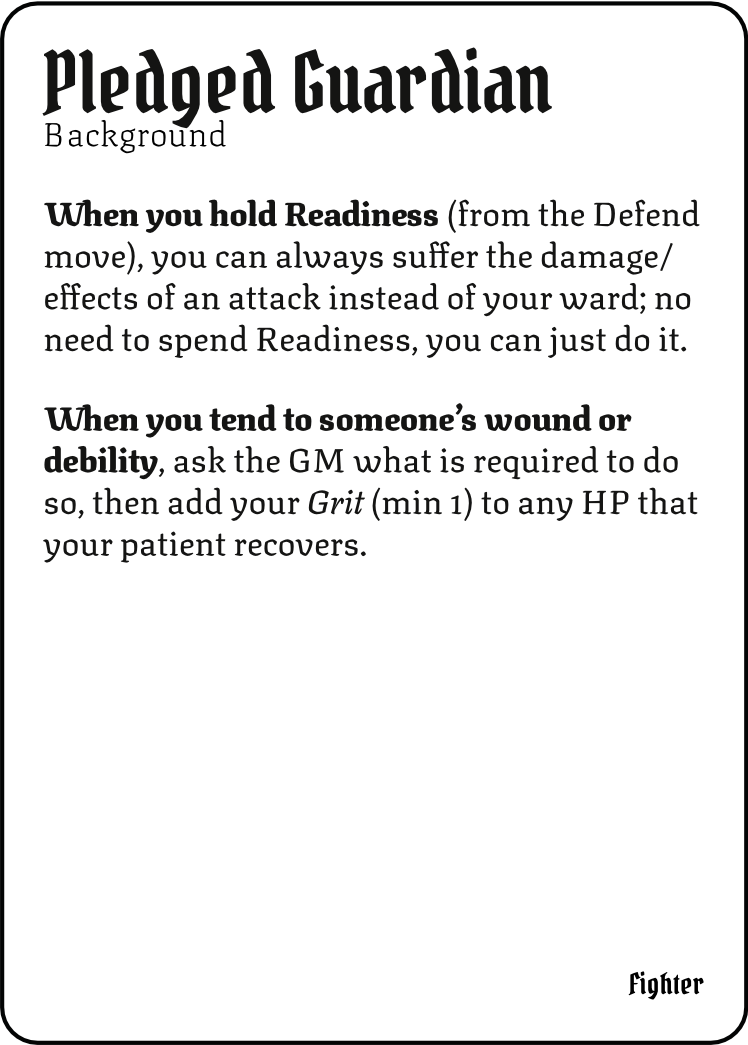 Pledged Guardian
Background
When you hold Readiness (from the Defend
move), you can always suffer the damage/
effects of an attack instead of your ward; no
need to spend Readiness, you can just do it.
When you tend to someone’s wound or
debility, ask the GM what is required to do
so, then add your Grit (min 1) to any HP that
your patient recovers.
Fighter